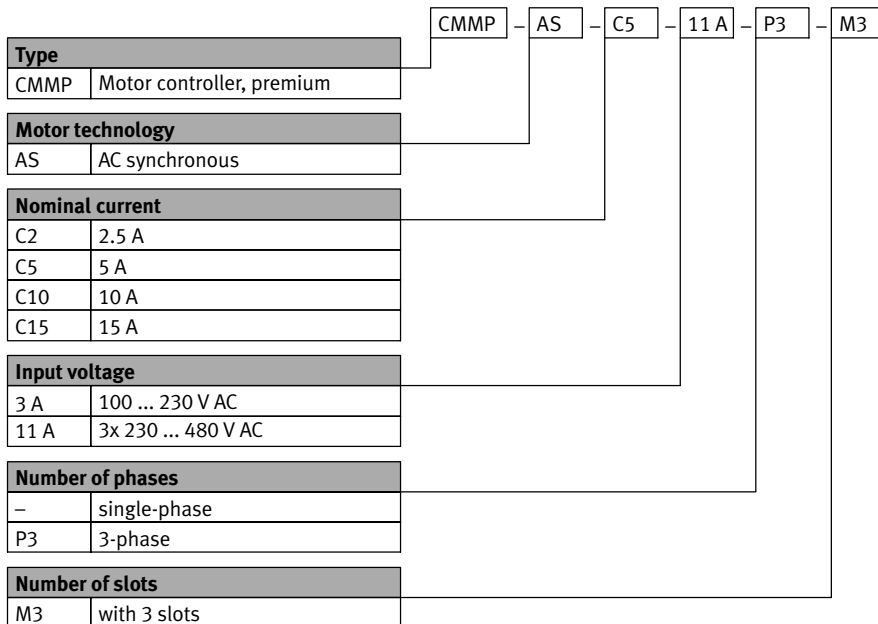 CMMP – AS – C5 – 11 A – P3 – M3
Type
CMMP Motor controller, premium
Motor technology
AS AC synchronous
Nominal current
C2 2.5 A
C5 5 A
C10 10 A
C15 15 A
Input voltage
3 A 100 ... 230 V AC
11 A 3x 230 ... 480 V AC
Number of phases
– single-phase
P3 3-phase
Number of slots
M3 with 3 slots